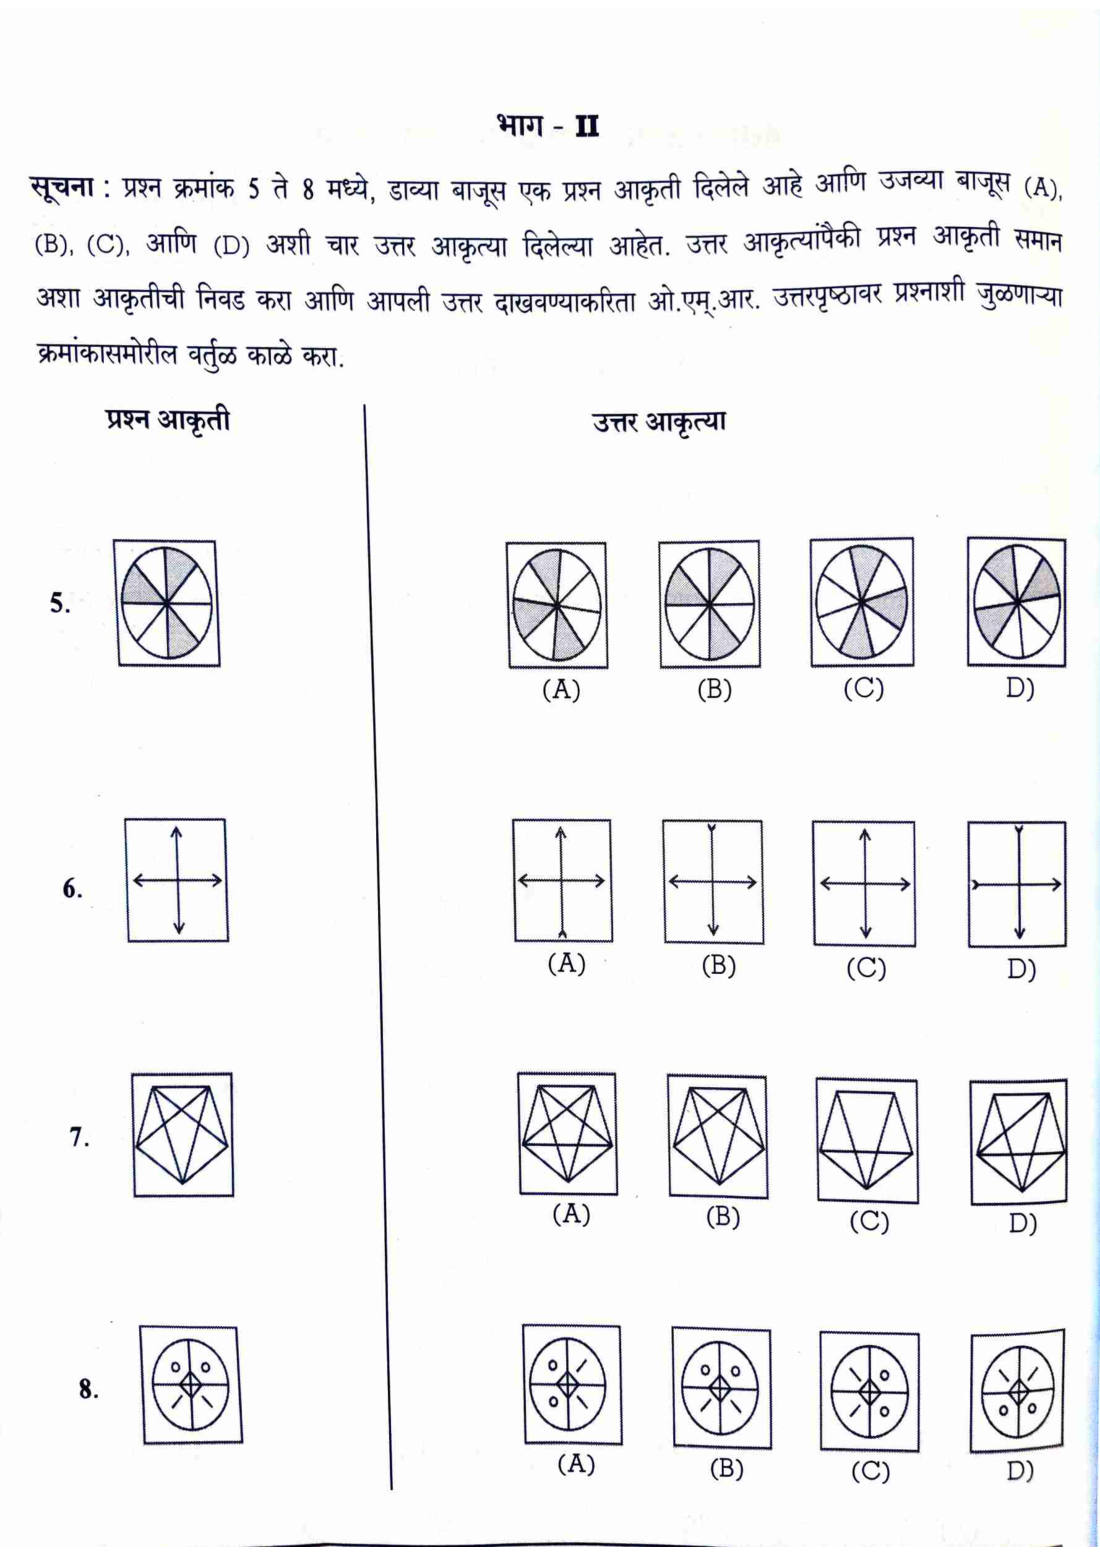 भाग - II
सूचना : प्रश्न क्रमांक 5 ते 8 मध्ये, डाव्या बाजूस एक प्रश्न आकृती दिलेले आहे आणि उजव्या बाजूस (A),
(B), (C), आणि (D) अशी चार उत्तर आकृत्या दिलेल्या आहेत. उत्तर आकृत्यांपैकी प्रश्न आकृती समान
अशा आकृतीची निवड करा आणि आपली उत्तर दाखवण्याकरिता ओ.एम्.आर. उत्तरपृष्ठावर प्रश्नाशी जुळणाऱ्या
क्रमांकासमोरील वर्तुळ काळे करा.
प्रश्न आकृती उत्तर आकृत्या
5.
(A) (B) (C) D)
6.
(A) (B) (C) D)
7.
(A) (B) (C) D)
8.
(A) (B) (C) D)